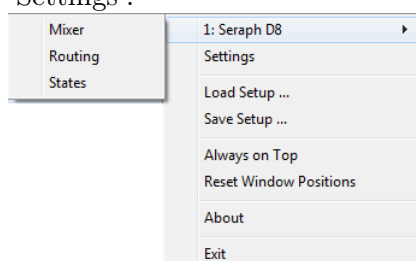 Settings".
Mixer
Routing
States
1: Seraph D8
Settings
Load Setup ...
Save Setup ...
Always on Top
Reset Window Positions
About
Exit